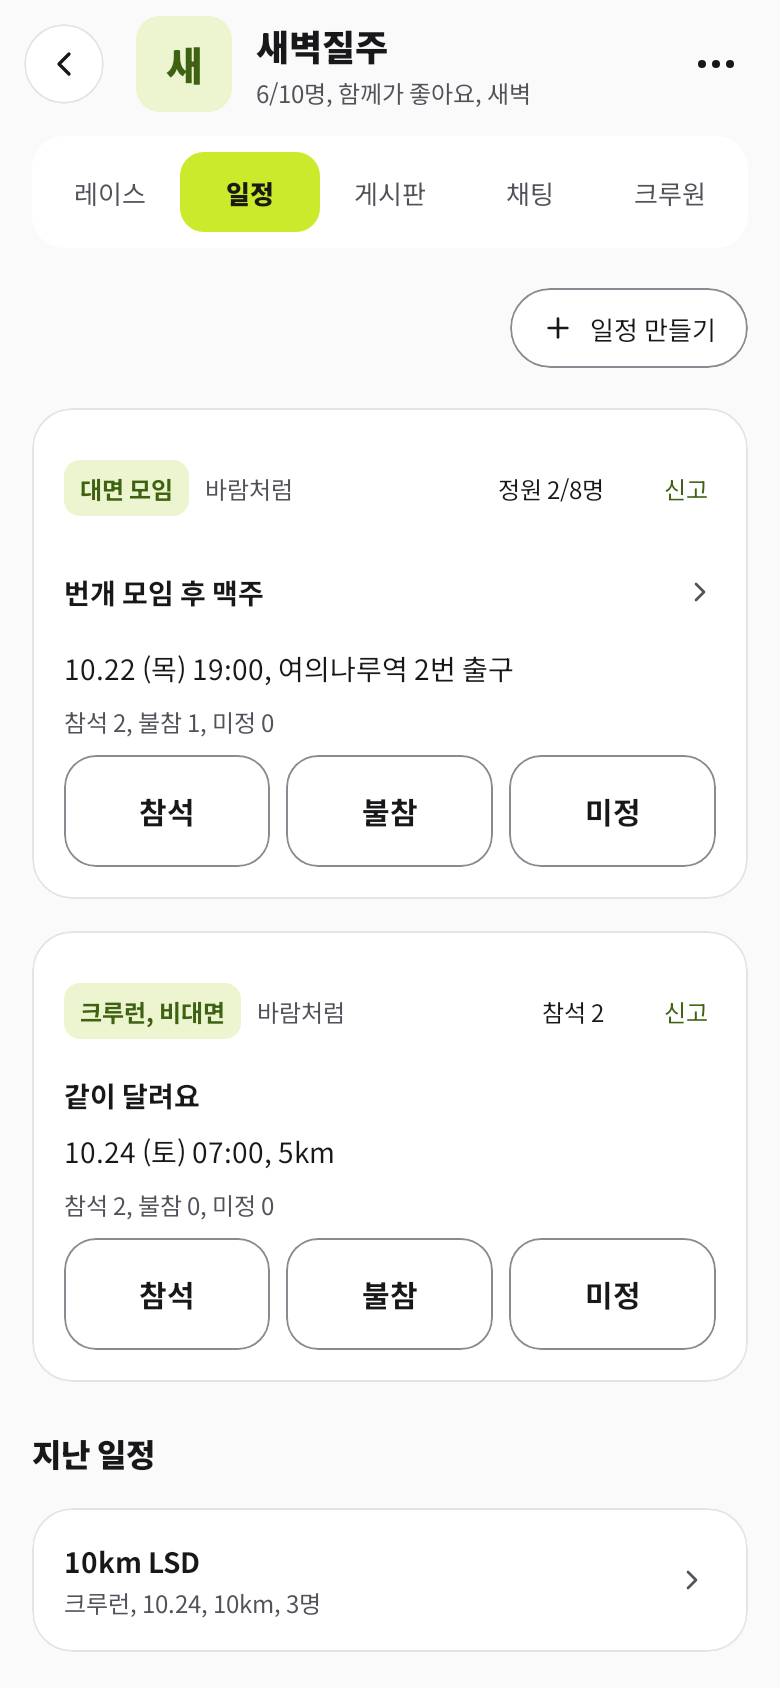 새
새벽질주
6/10명, 함께가 좋아요, 새벽
레이스 일정 게시판 채팅 크루원
+ 일정 만들기
대면 모임 바람처럼 정원 2/8명 신고
번개 모임 후 맥주
10.22 (목) 19:00, 여의나루역 2번 출구
참석 2, 불참 1, 미정 0
참석 불참 미정
크루런, 비대면 바람처럼 참석 2 신고
같이 달려요
10.24 (토) 07:00, 5km
참석 2, 불참 0, 미정 0
참석 불참 미정
지난 일정
10km LSD
크루런, 10.24, 10km, 3명